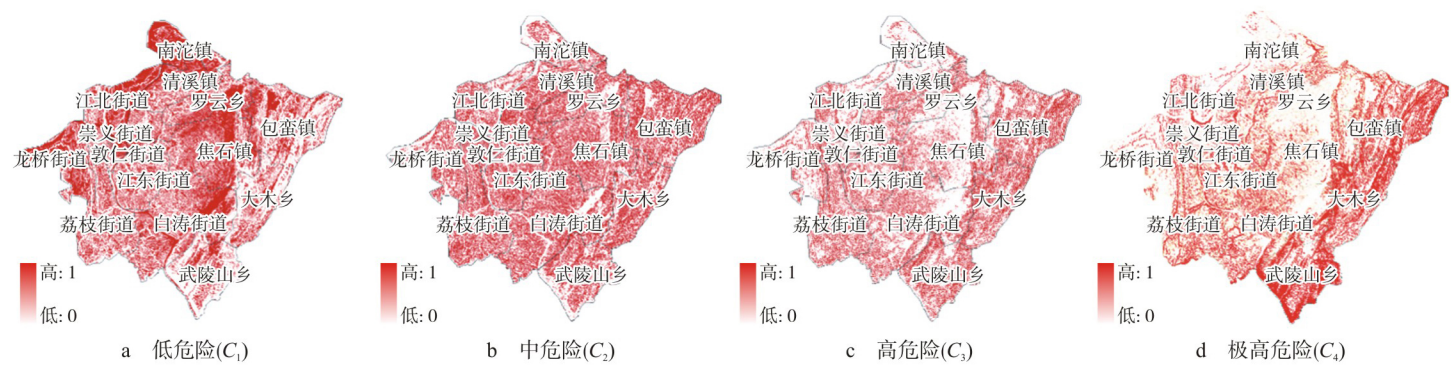 南沱镇
清溪镇
江北街道
罗云乡
崇义街道
包蛮镇
龙桥街道
敦仁街道
焦石镇
江东街道
大木乡
荔枝街道
白涛街道
武陵山乡
高: 1
低: 0
a 低危险(C₁)
南沱镇
清溪镇
江北街道
罗云乡
崇义街道
包蛮镇
龙桥街道
敦仁街道
焦石镇
江东街道
大木乡
荔枝街道
白涛街道
武陵山乡
高: 1
低: 0
b 中危险(C₂)
南沱镇
清溪镇
江北街道
罗云乡
崇义街道
包蛮镇
龙桥街道
敦仁街道
焦石镇
江东街道
大木乡
荔枝街道
白涛街道
武陵山乡
高: 1
低: 0
c 高危险(C₃)
南沱镇
清溪镇
江北街道
罗云乡
崇义街道
包蛮镇
龙桥街道
敦仁街道
焦石镇
江东街道
大木乡
荔枝街道
白涛街道
武陵山乡
高: 1
低: 0
d 极高危险(C₄)